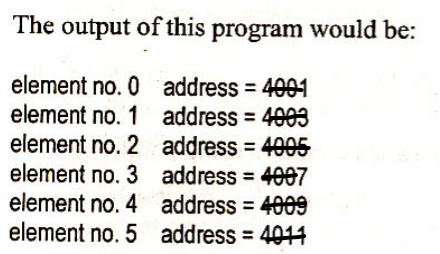 The output of this program would be:
element no. 0 address = 4001
element no. 1 address = 4003
element no. 2 address = 4005
element no. 3 address = 4007
element no. 4 address = 4009
element no. 5 address = 4011